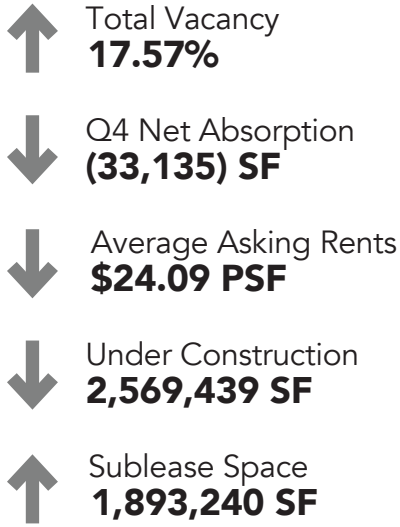 Total Vacancy
17.57%
Q4 Net Absorption
(33,135) SF
Average Asking Rents
$24.09 PSF
Under Construction
2,569,439 SF
Sublease Space
1,893,240 SF